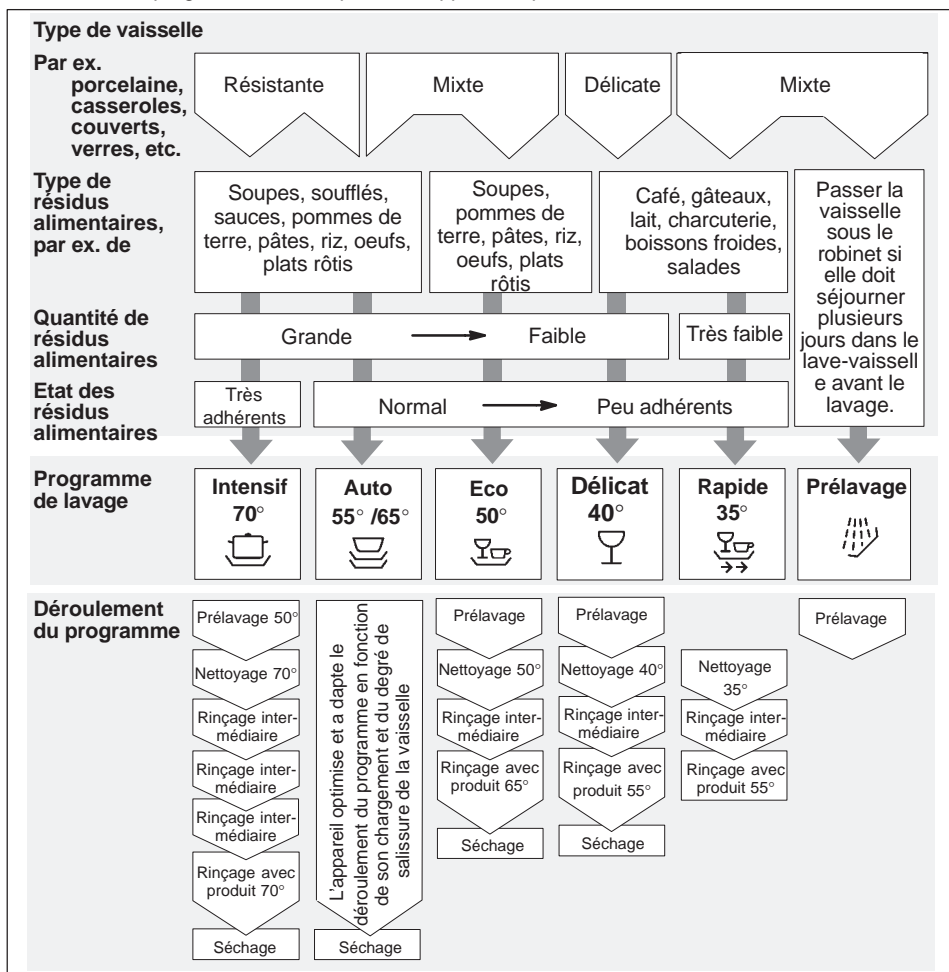 Type de vaisselle
Par ex.
porcelaine,
casseroles,
couverts,
verres, etc.
Résistante
Mixte
Délicate
Mixte
Type de
résidus
alimentaires,
par ex. de
Soupes, soufflés,
sauces, pommes de
terre, pâtes, riz, oeufs,
plats rôtis
Soupes,
pommes de
terre, pâtes, riz,
oeufs, plats
rôtis
Café, gâteaux,
lait, charcuterie,
boissons froides,
salades
Passer la
vaisselle
sous le
robinet si
elle doit
séjourner
plusieurs
jours dans le
lave-vaissell
e avant le
lavage.
Quantité de
résidus
alimentaires
Grande
Faible
Très faible
Etat des
résidus
alimentaires
Très
adhérents
Normal
Peu adhérents
Programme
de lavage
Intensif
70°
Auto
55° /65°
Eco
50°
Délicat
40°
Rapide
35°
Prélavage
Déroulement
du programme
Prélavage 50°
Nettoyage 70°
Rinçage inter-
médiaire
Rinçage inter-
médiaire
Rinçage inter-
médiaire
Rinçage avec
produit 70°
Séchage
L'appareil optimise et a dapte le
déroulement du programme en fonction
de son chargement et du degré de
salissure de la vaisselle
Séchage
Prélavage
Nettoyage 50°
Rinçage inter-
médiaire
Rinçage avec
produit 65°
Séchage
Prélavage
Nettoyage 40°
Rinçage inter-
médiaire
Rinçage avec
produit 55°
Séchage
Nettoyage
35°
Rinçage inter-
médiaire
Rinçage avec
produit 55°
Prélavage